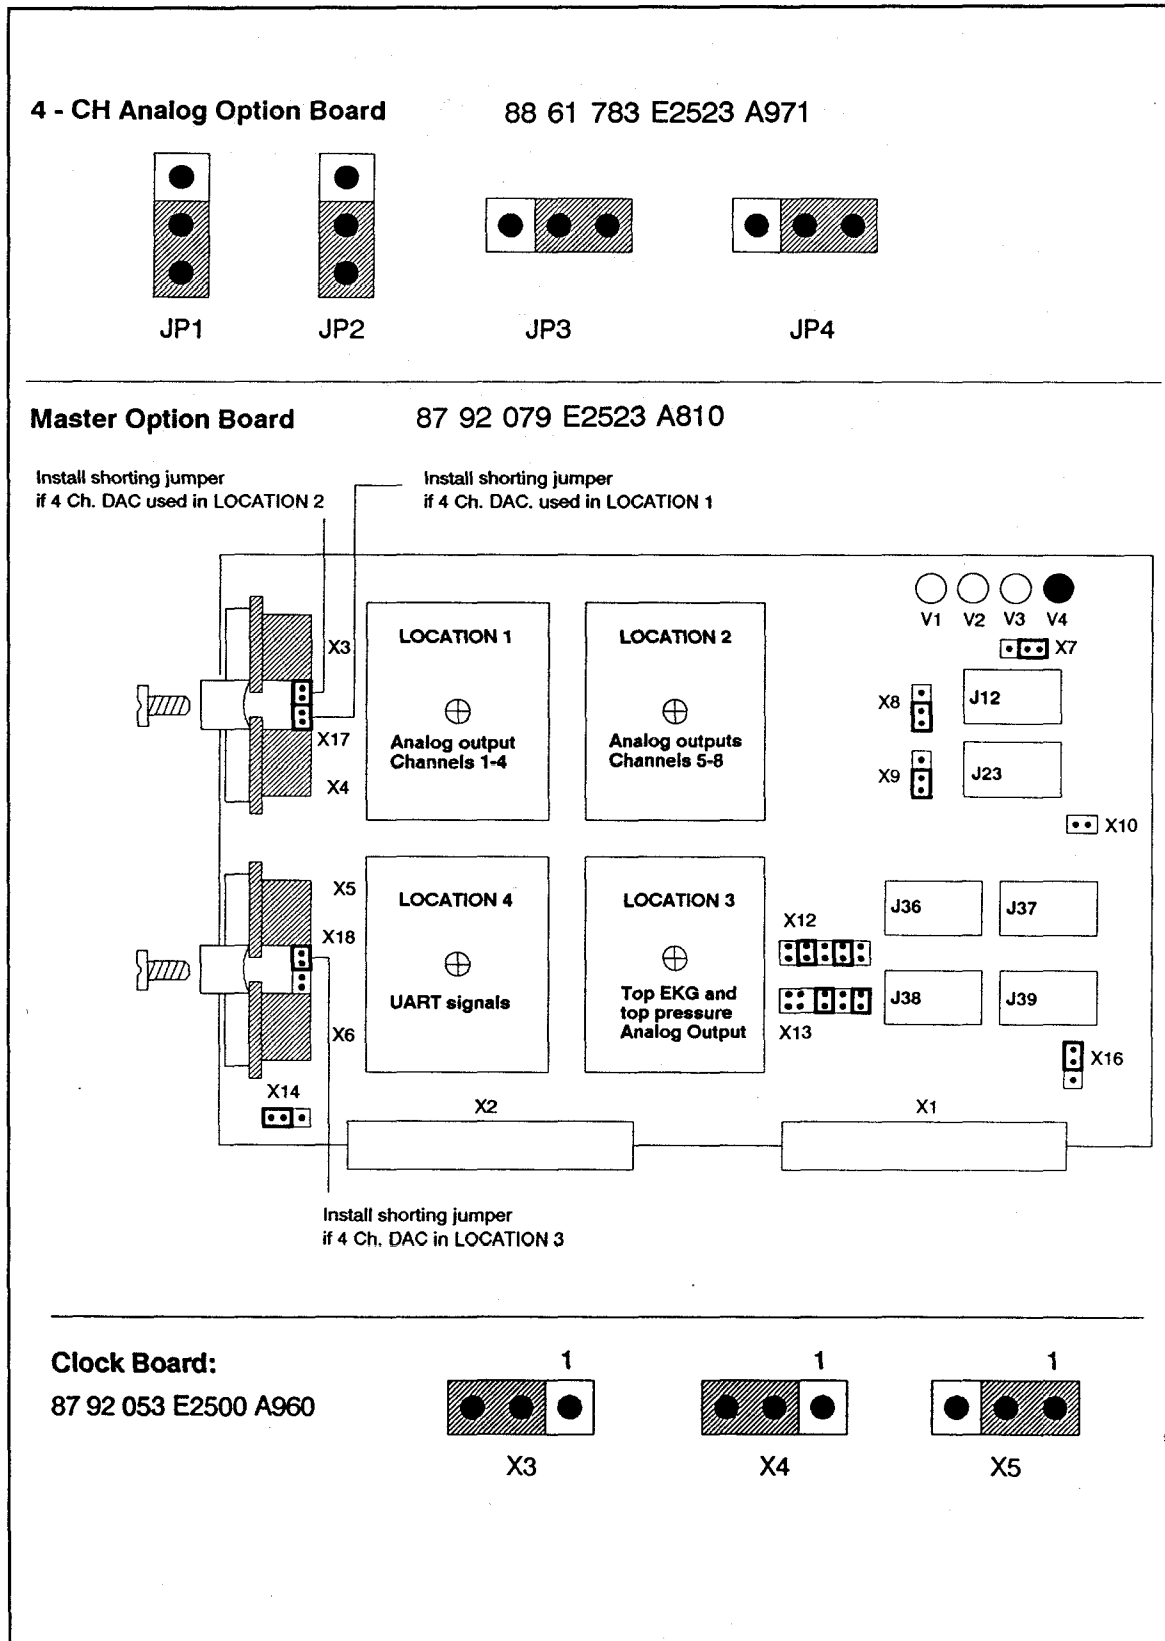 4 - CH Analog Option Board 88 61 783 E2523 A971
JP1 JP2 JP3 JP4
Master Option Board 87 92 079 E2523 A810
Install shorting jumper
if 4 Ch. DAC used in LOCATION 2
Install shorting jumper
if 4 Ch. DAC. used in LOCATION 1
V1 V2 V3 V4
X7
X3
LOCATION 1
Analog output
Channels 1-4
LOCATION 2
Analog outputs
Channels 5-8
X8
J12
X17
X4
X9
J23
X10
X5
X18
X6
LOCATION 4
UART signals
LOCATION 3
Top EKG and
top pressure
Analog Output
X12
X13
J36
J37
J38
J39
X16
X14
X2
X1
Install shorting jumper
if 4 Ch. DAC in LOCATION 3
Clock Board:
87 92 053 E2500 A960
1 1 1
X3 X4 X5